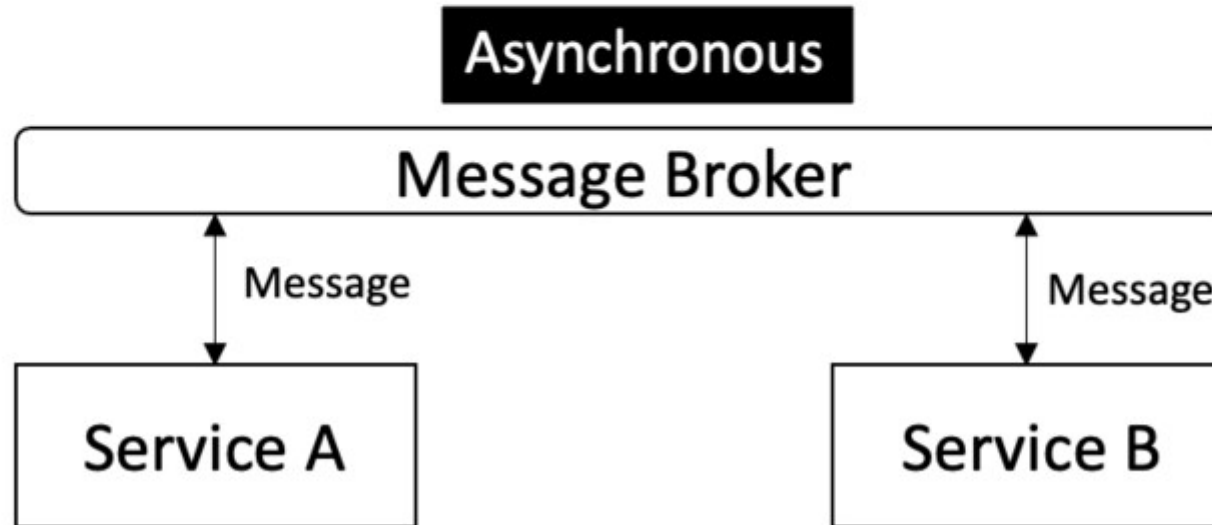 Asynchronous
Message Broker
Message
Message
Service A
Service B